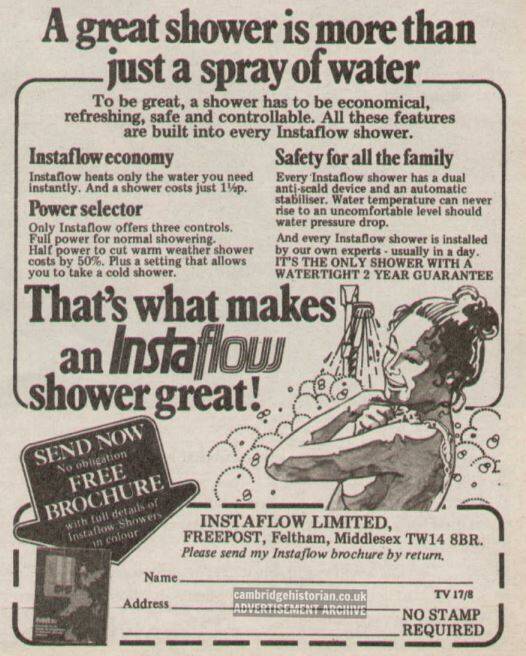 A great shower is more than
just a spray of water
To be great, a shower has to be economical,
refreshing, safe and controllable. All these features
are built into every Instaflow shower.
Instaflow economy
Instaflow heats only the water you need
instantly. And a shower costs just 1½p.
Power selector
Only Instaflow offers three controls.
Full power for normal showering.
Half power to cut warm weather shower
costs by 50%. Plus a setting that allows
you to take a cold shower.
Safety for all the family
Every Instaflow shower has a dual
anti-scald device and an automatic
stabiliser. Water temperature can never
rise to an uncomfortable level should
water pressure drop.
And every Instaflow shower is installed
by our own experts - usually in a day.
IT'S THE ONLY SHOWER WITH A
WATERTIGHT 2 YEAR GUARANTEE
That's what makes
an Instaflow
shower great!
SEND NOW
No obligation
FREE
BROCHURE
with full details of
Instaflow Showers
in colour
INSTAFLOW LIMITED,
FREEPOST, Feltham, Middlesex TW14 8BR.
Please send my Instaflow brochure by return.
Name
Address
TV 17/8
NO STAMP
REQUIRED
cambridgehistorian.co.uk
ADVERTISEMENT ARCHIVE